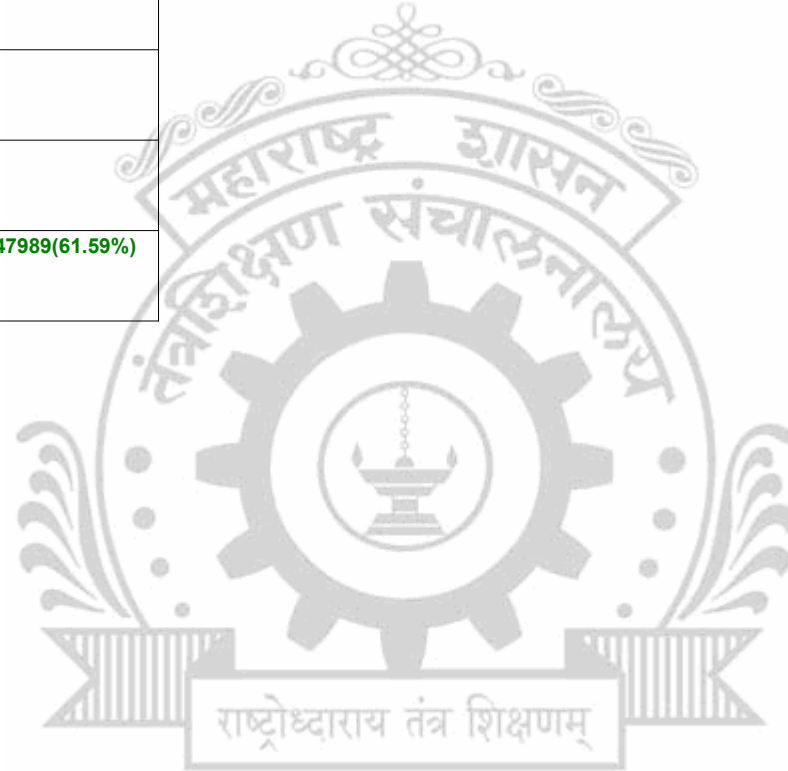 महाराष्ट्र शासन
तंत्रशिक्षण संचालनालय
47989(61.59%)
राष्ट्रोध्दाराय तंत्र शिक्षणम्